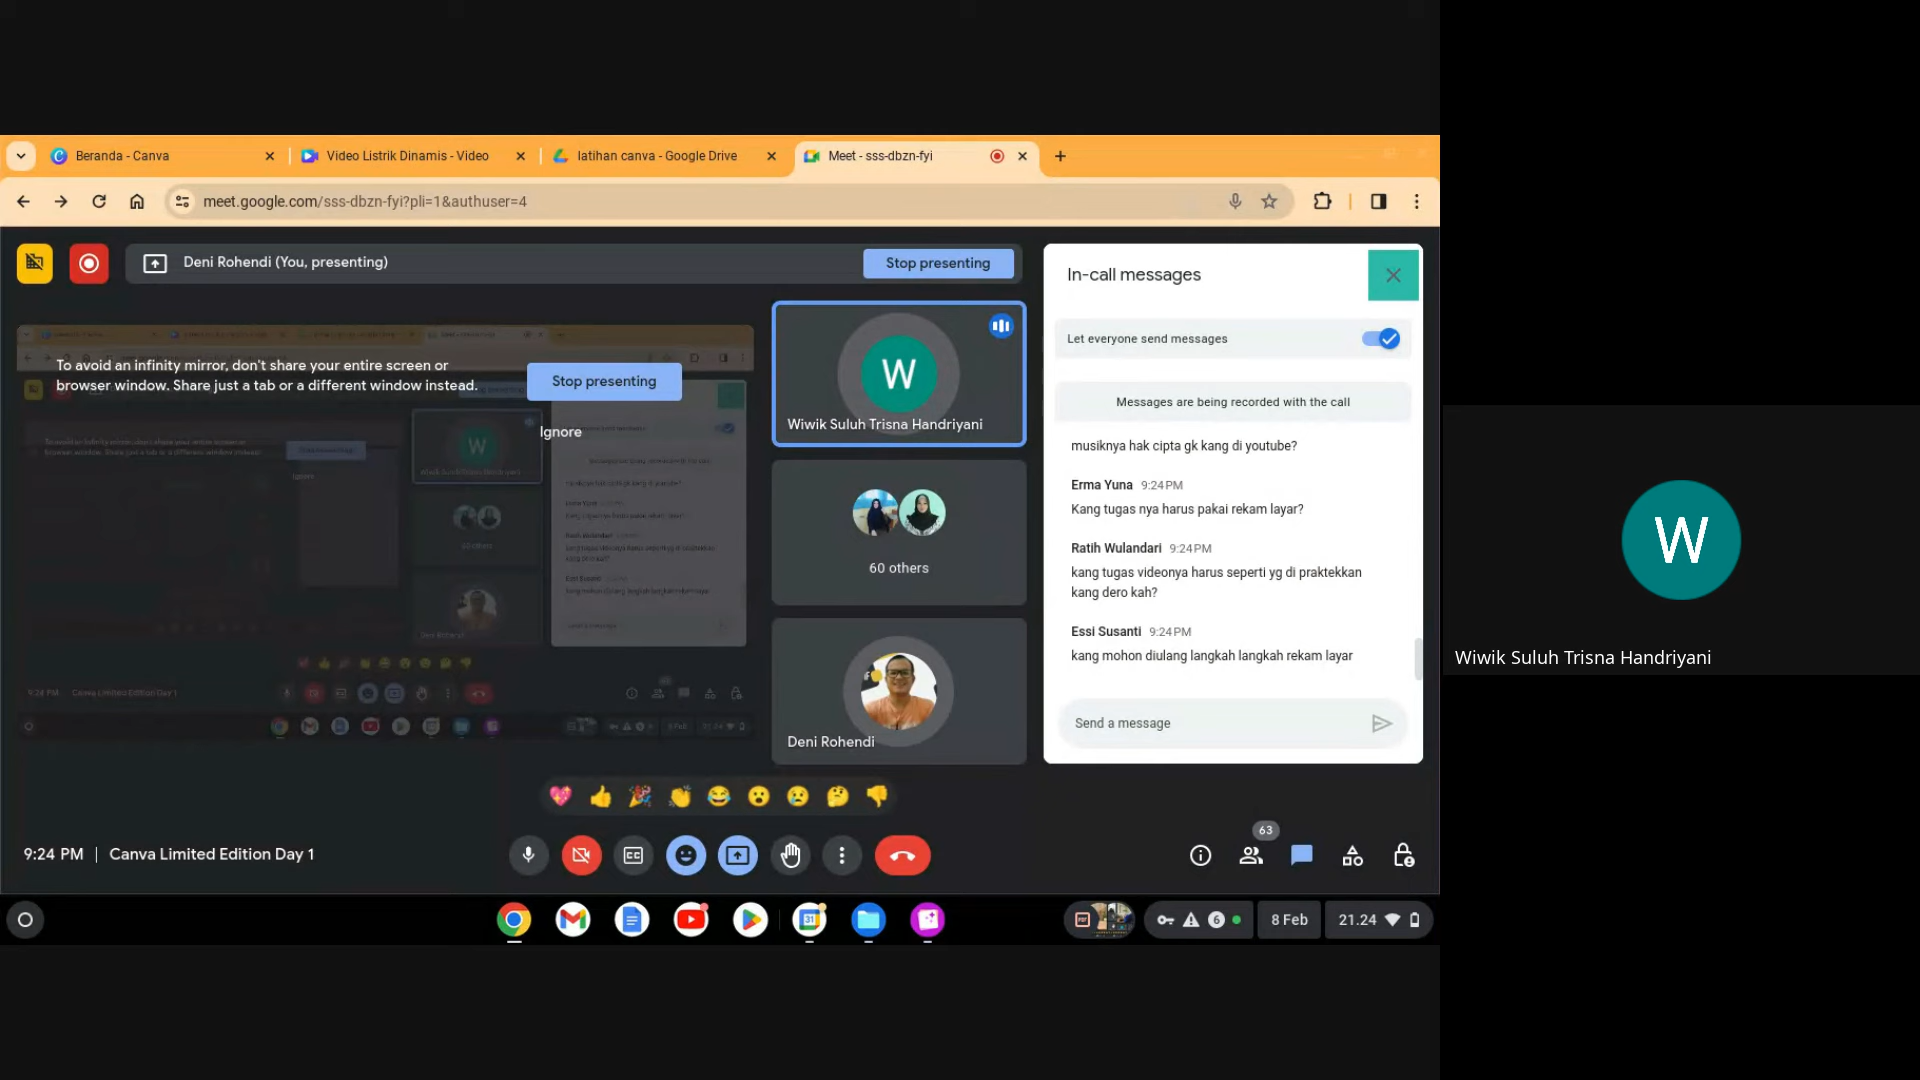 Beranda - Canva
Video Listrik Dinamis - Video
latihan canva - Google Drive
Meet - sss-dbzn-fyi
meet.google.com/sss-dbzn-fyi?pli=1&authuser=4
Deni Rohendi (You, presenting)
Stop presenting
To avoid an infinity mirror, don't share your entire screen or
browser window. Share just a tab or a different window instead.
Stop presenting
Ignore
W
Wiwik Suluh Trisna Handriyani
60 others
Deni Rohendi
In-call messages
Let everyone send messages
Messages are being recorded with the call
musiknya hak cipta gk kang di youtube?
Erma Yuna 9:24 PM
Kang tugas nya harus pakai rekam layar?
Ratih Wulandari 9:24 PM
kang tugas videonya harus seperti yg di praktekkan
kang dero kah?
Essi Susanti 9:24 PM
kang mohon diulang langkah langkah rekam layar
Send a message
W
Wiwik Suluh Trisna Handriyani
9:24 PM | Canva Limited Edition Day 1
CC
63
31
6
8 Feb
21.24